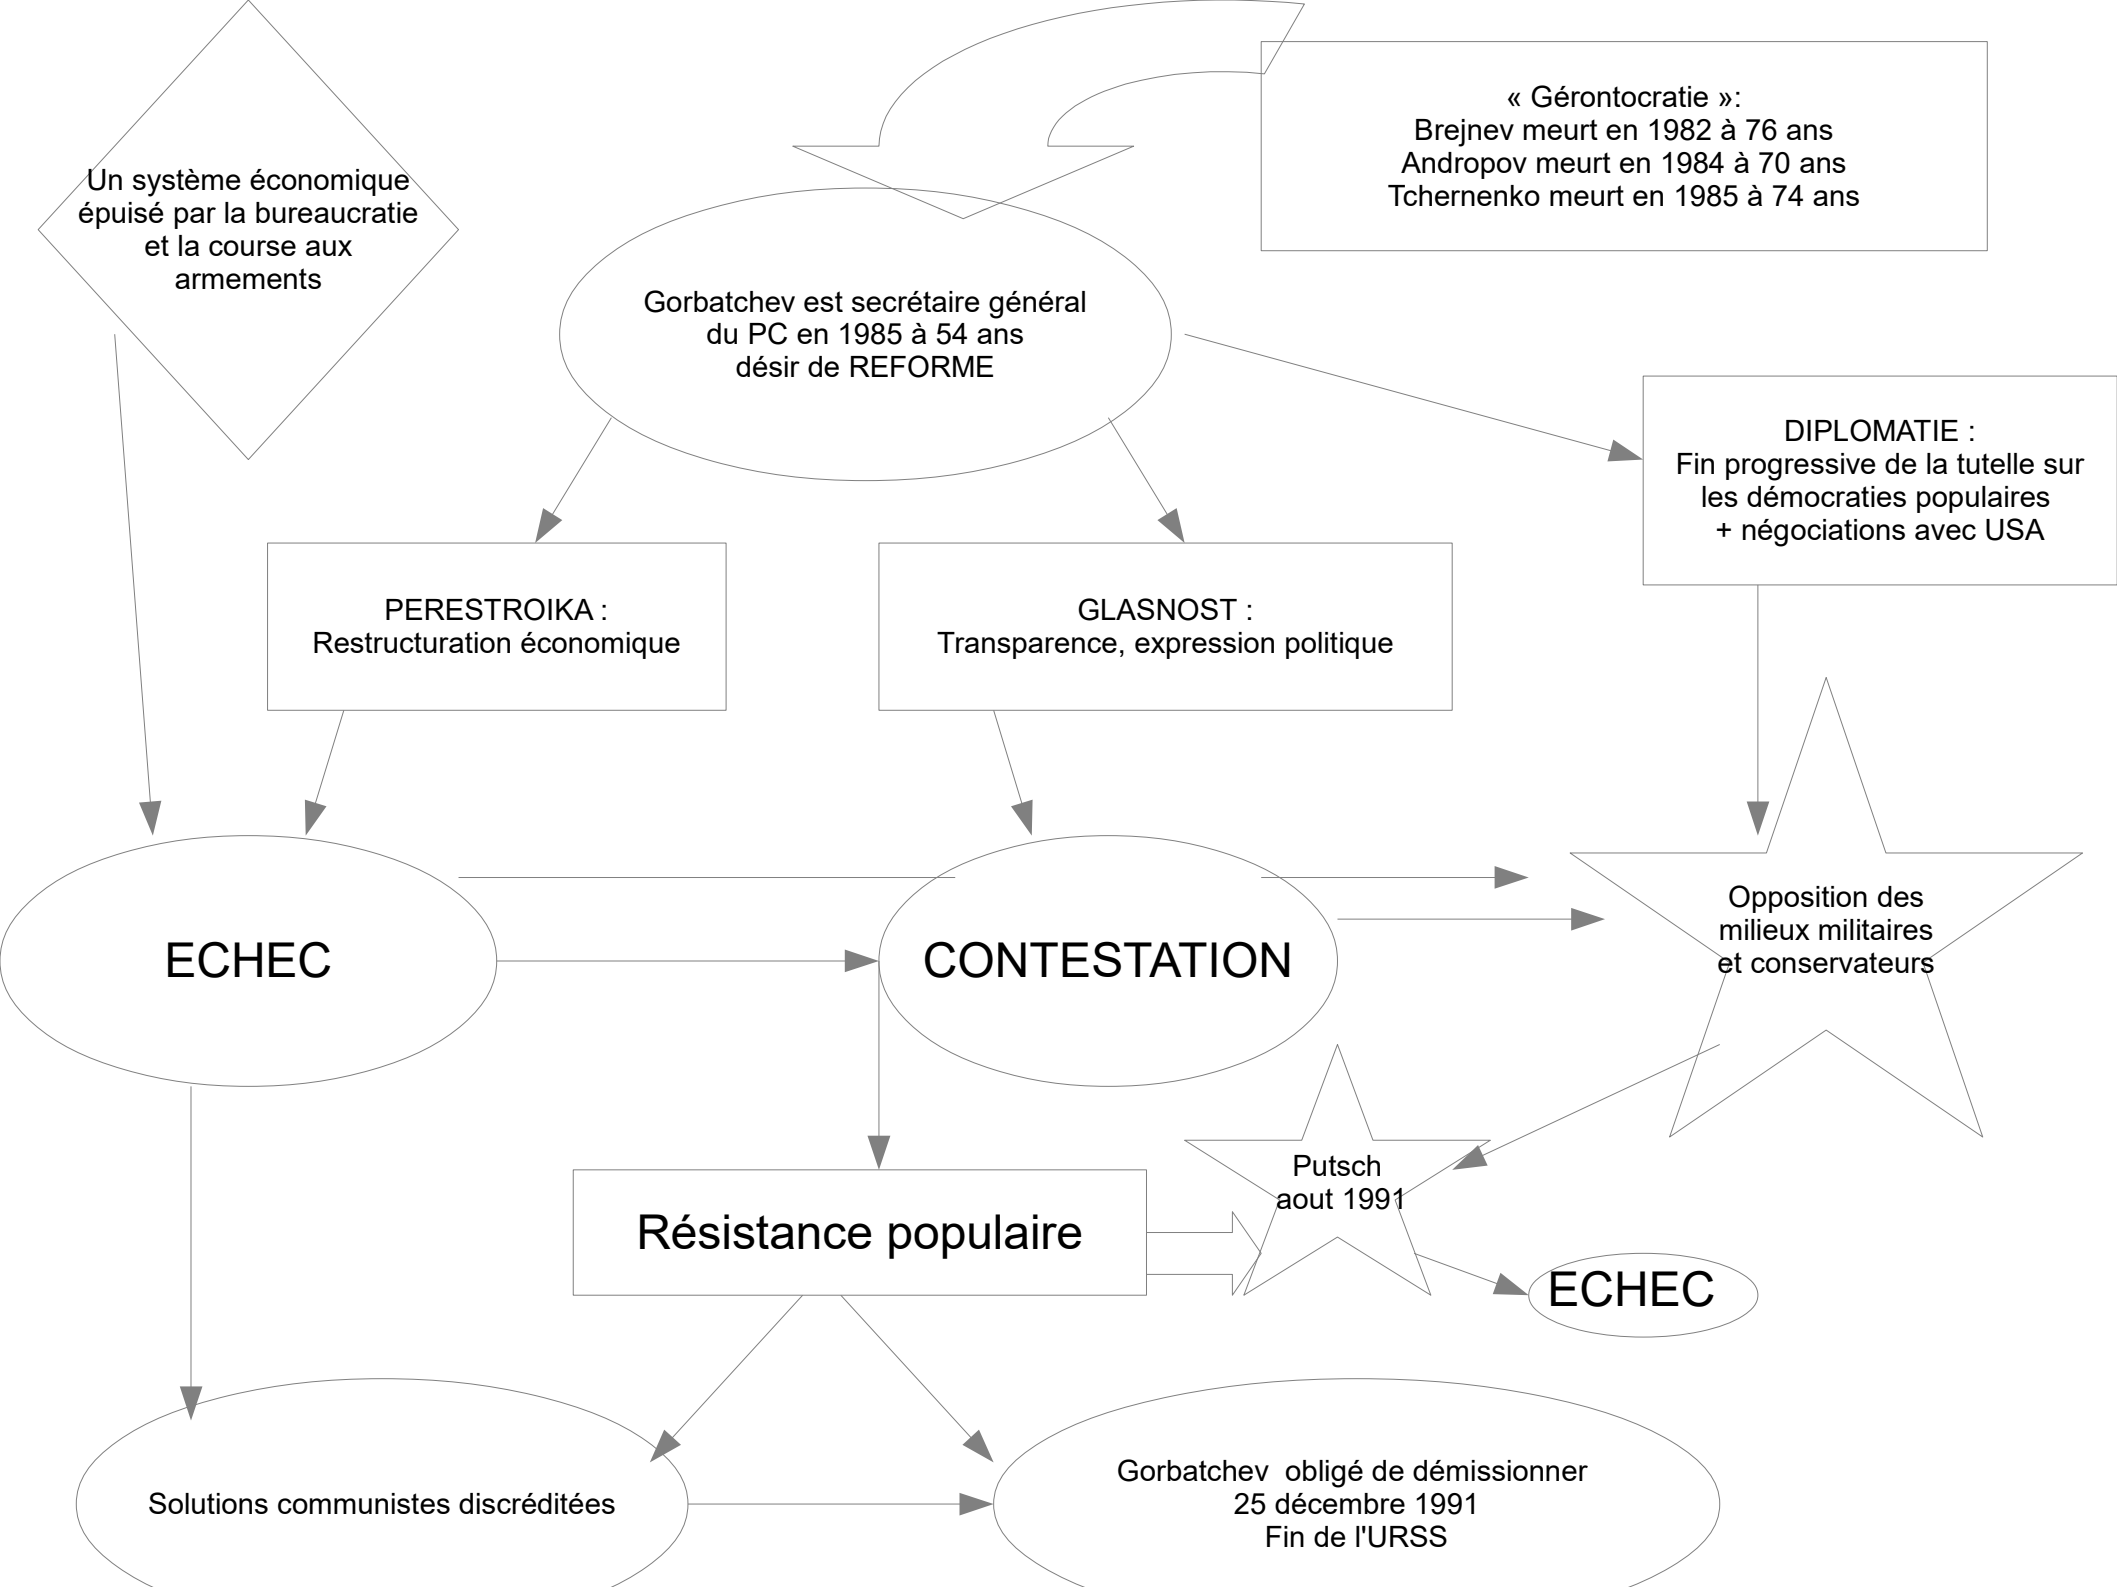 « Gérontocratie »:
Brejnev meurt en 1982 à 76 ans
Andropov meurt en 1984 à 70 ans
Tchernenko meurt en 1985 à 74 ans
Un système économique
épuisé par la bureaucratie
et la course aux
armements
Gorbatchev est secrétaire général
du PC en 1985 à 54 ans
désir de REFORME
DIPLOMATIE :
Fin progressive de la tutelle sur
les démocraties populaires
+ négociations avec USA
PERESTROIKA :
Restructuration économique
GLASNOST :
Transparence, expression politique
ECHEC
CONTESTATION
Opposition des
milieux militaires
et conservateurs
Putsch
aout 1991
Résistance populaire
ECHEC
Solutions communistes discréditées
Gorbatchev  obligé de démissionner
25 décembre 1991
Fin de l'URSS